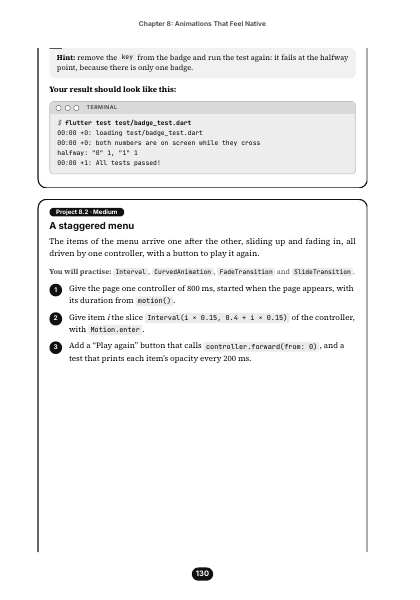 Chapter 8: Animations That Feel Native
Hint: remove the key from the badge and run the test again: it fails at the halfway
point, because there is only one badge.
Your result should look like this:
TERMINAL
$ flutter test test/badge_test.dart
00:00 +0: loading test/badge_test.dart
00:00 +0: both numbers are on screen while they cross
halfway: "0" 1, "1" 1
00:00 +1: All tests passed!
Project 8.2 · Medium
A staggered menu
The items of the menu arrive one after the other, sliding up and fading in, all
driven by one controller, with a button to play it again.
You will practise: Interval, CurvedAnimation, FadeTransition and SlideTransition.
1 Give the page one controller of 800 ms, started when the page appears, with
its duration from motion().
2 Give item i the slice Interval(i × 0.15, 0.4 + i × 0.15) of the controller,
with Motion.enter.
3 Add a “Play again” button that calls controller.forward(from: 0), and a
test that prints each item’s opacity every 200 ms.
130